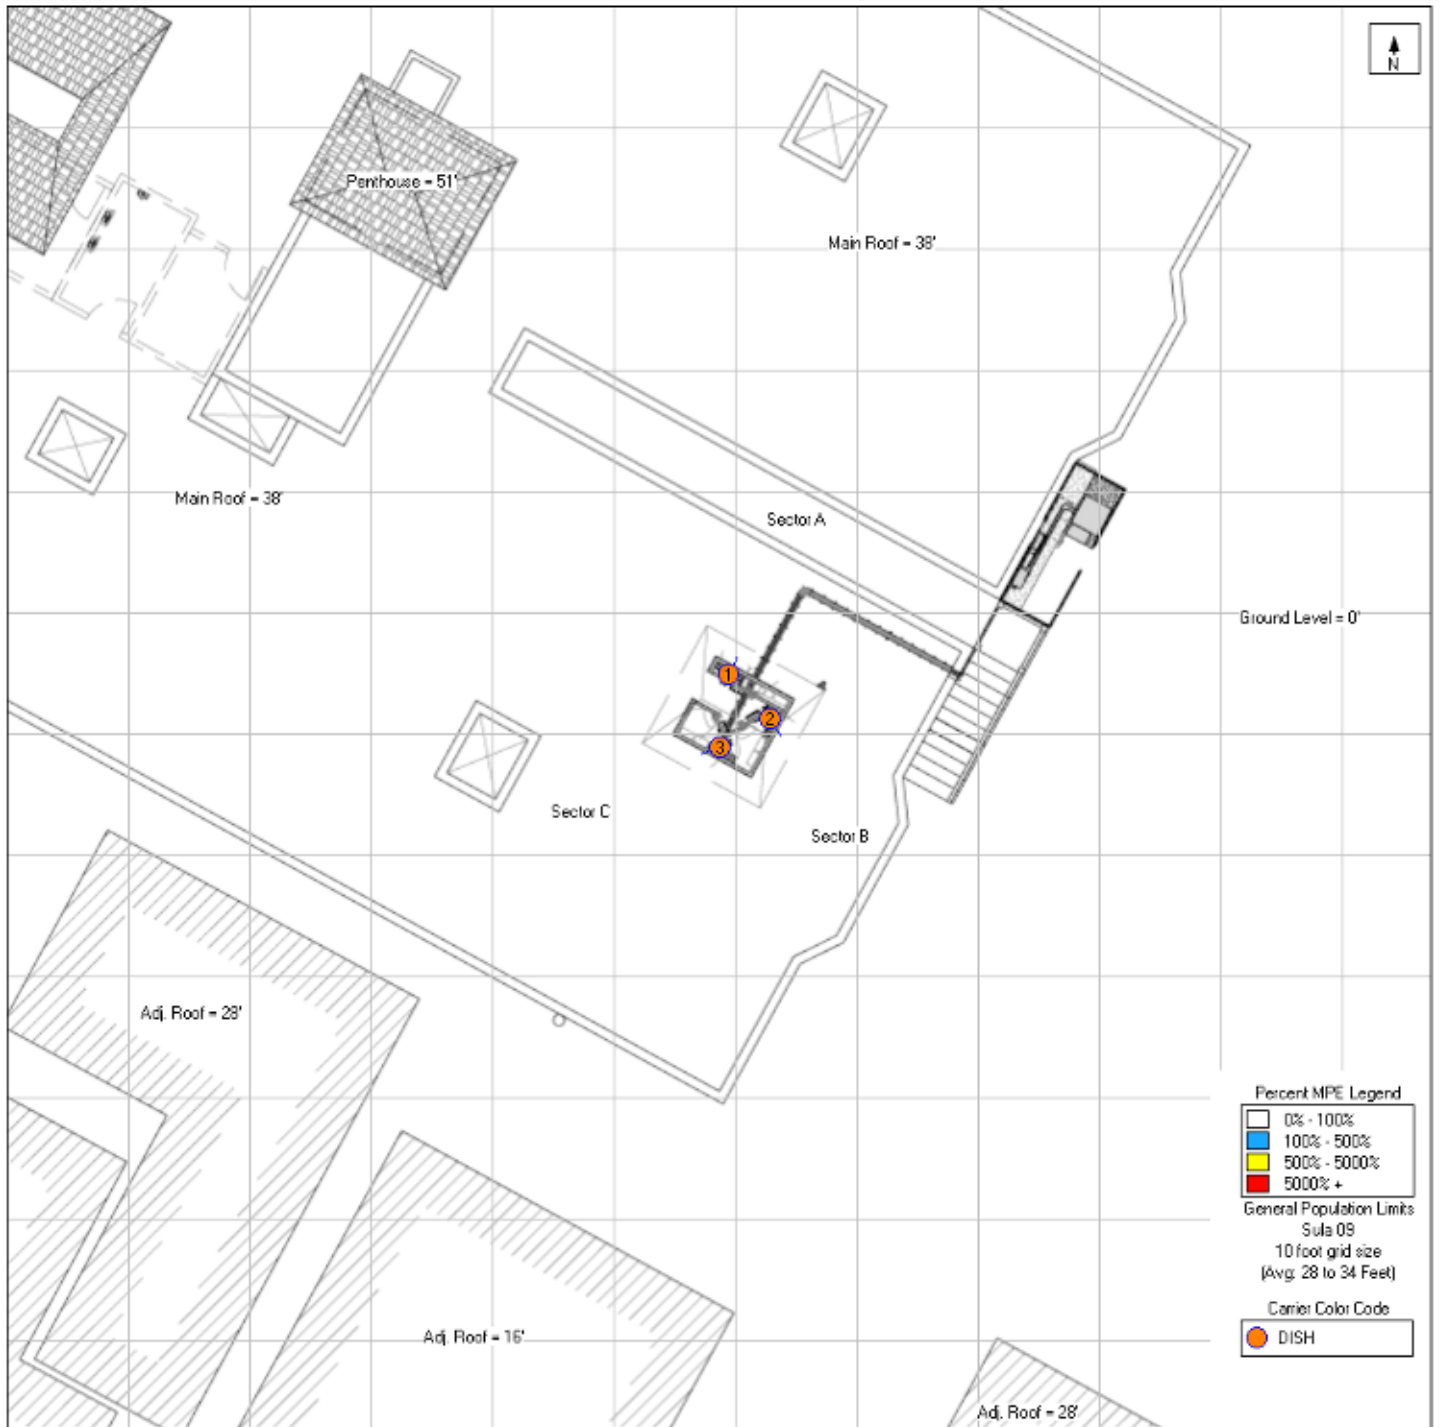 N
Penthouse = 51'
Main Roof = 38'
Main Roof = 38'
Sector A
Ground Level = 0'
1
2
3
Sector C
Sector B
Adj. Roof = 28'
Adj. Roof = 16'
Adj. Roof = 28'
Percent MPE Legend
0% - 100%
100% - 500%
500% - 5000%
5000% +
General Population Limits
Sula 09
10 foot grid size
(Avg: 28 to 34 Feet)
Carrier Color Code
DISH